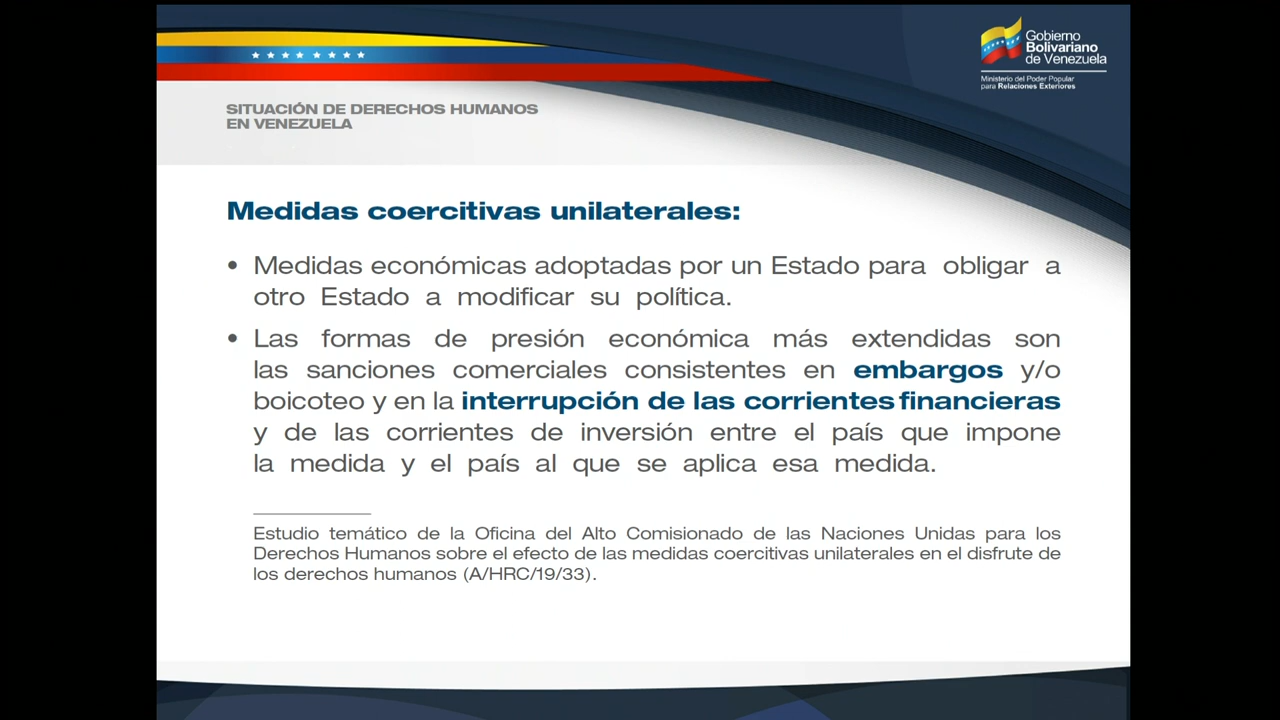 Gobierno
Bolivariano
de Venezuela
Ministerio del Poder Popular
para Relaciones Exteriores
SITUACIÓN DE DERECHOS HUMANOS
EN VENEZUELA
Medidas coercitivas unilaterales:
• Medidas económicas adoptadas por un Estado para obligar a
otro Estado a modificar su política.
• Las formas de presión económica más extendidas son
las sanciones comerciales consistentes en embargos y/o
boicoteo y en la interrupción de las corrientes financieras
y de las corrientes de inversión entre el país que impone
la medida y el país al que se aplica esa medida.
Estudio temático de la Oficina del Alto Comisionado de las Naciones Unidas para los
Derechos Humanos sobre el efecto de las medidas coercitivas unilaterales en el disfrute de
los derechos humanos (A/HRC/19/33).